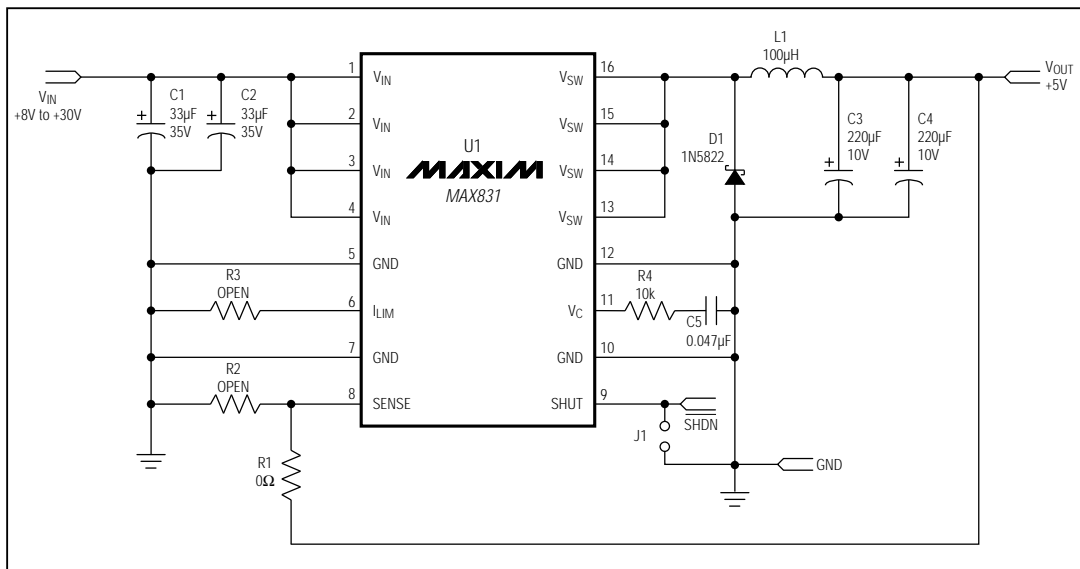 VIN
+8V to +30V
C1
33µF
35V
C2
33µF
35V
1
VIN
2
VIN
3
VIN
4
VIN
5
GND
R3
OPEN
6
ILIM
7
GND
R2
OPEN
8
SENSE
R1
0Ω
U1
MAXIM
MAX831
16
VSW
15
VSW
14
VSW
13
VSW
12
GND
11
VC
10
GND
9
SHUT
L1
100µH
D1
1N5822
C3
220µF
10V
C4
220µF
10V
VOUT
+5V
R4
10k
C5
0.047µF
SHDN
J1
GND